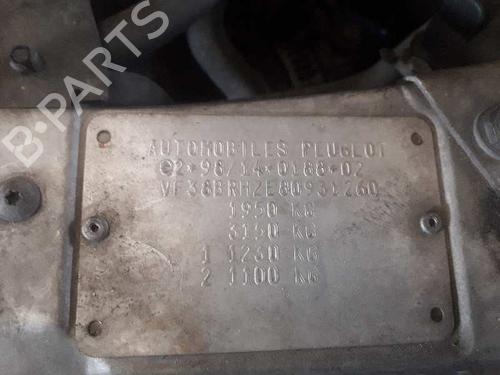 B-PARTS
AUTOMOBILES PEUGEOT
e2*98/14*0188*02
VF38BRHZE80931260
1950 KG
3150 KG
1 1230 KG
2 1100 KG